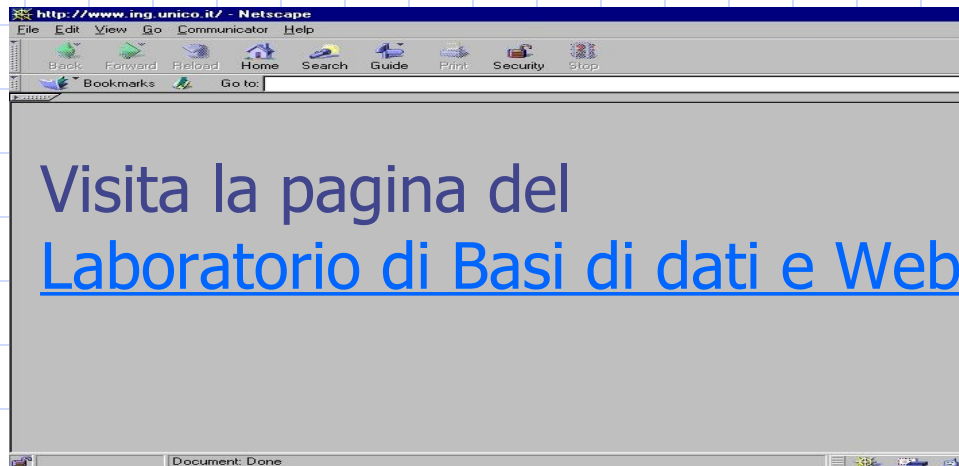 http://www.ing.unico.it/ - Netscape
File Edit View Go Communicator Help
Back Forward Reload Home Search Guide Print Security Stop
Bookmarks Go to:
Visita la pagina del
Laboratorio di Basi di dati e Web
Document: Done